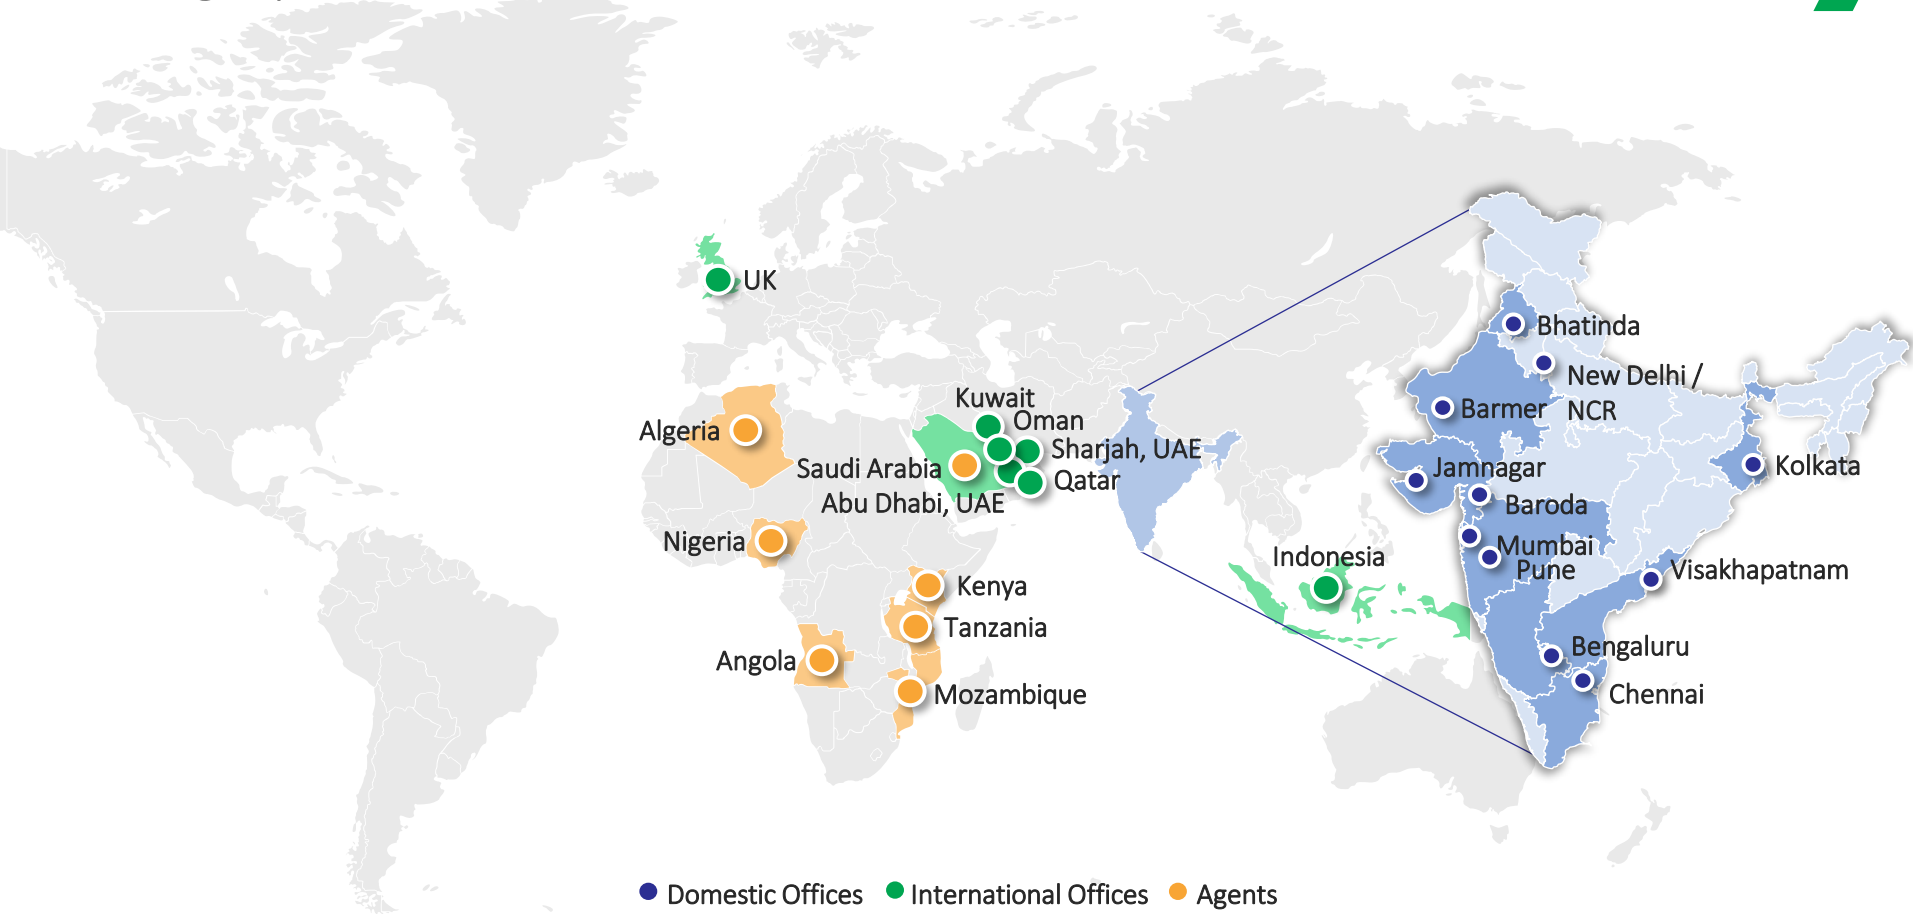 UK
Bhatinda
New Delhi /
NCR
Barmer
Kuwait
Oman
Algeria
Sharjah, UAE
Saudi Arabia
Qatar
Abu Dhabi, UAE
Jamnagar
Kolkata
Baroda
Nigeria
Mumbai
Pune
Indonesia
Visakhapatnam
Kenya
Tanzania
Angola
Bengaluru
Mozambique
Chennai
Domestic Offices
International Offices
Agents